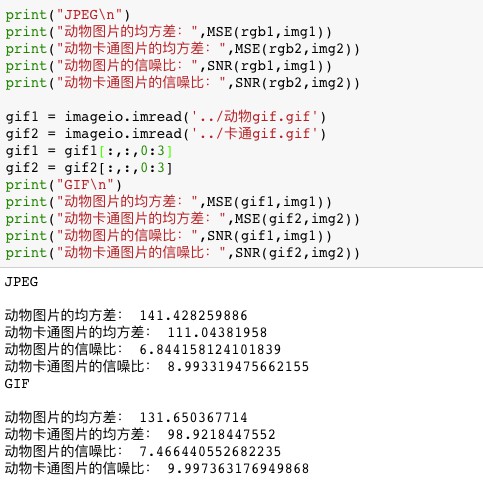 print("JPEG\n")
print("动物图片的均方差: ",MSE(rgb1,img1))
print("动物卡通图片的均方差: ",MSE(rgb2,img2))
print("动物图片的信噪比: ",SNR(rgb1,img1))
print("动物卡通图片的信噪比: ",SNR(rgb2,img2))
gif1 = imageio.imread('../动物gif.gif')
gif2 = imageio.imread('../卡通gif.gif')
gif1 = gif1[:,:,0:3]
gif2 = gif2[:,:,0:3]
print("GIF\n")
print("动物图片的均方差: ",MSE(gif1,img1))
print("动物卡通图片的均方差: ",MSE(gif2,img2))
print("动物图片的信噪比: ",SNR(gif1,img1))
print("动物卡通图片的信噪比: ",SNR(gif2,img2))
JPEG
动物图片的均方差: 141.428259886
动物卡通图片的均方差: 111.04381958
动物图片的信噪比: 6.844158124101839
动物卡通图片的信噪比: 8.993319475662155
GIF
动物图片的均方差: 131.650367714
动物卡通图片的均方差: 98.9218447552
动物图片的信噪比: 7.466440552682235
动物卡通图片的信噪比: 9.997363176949868